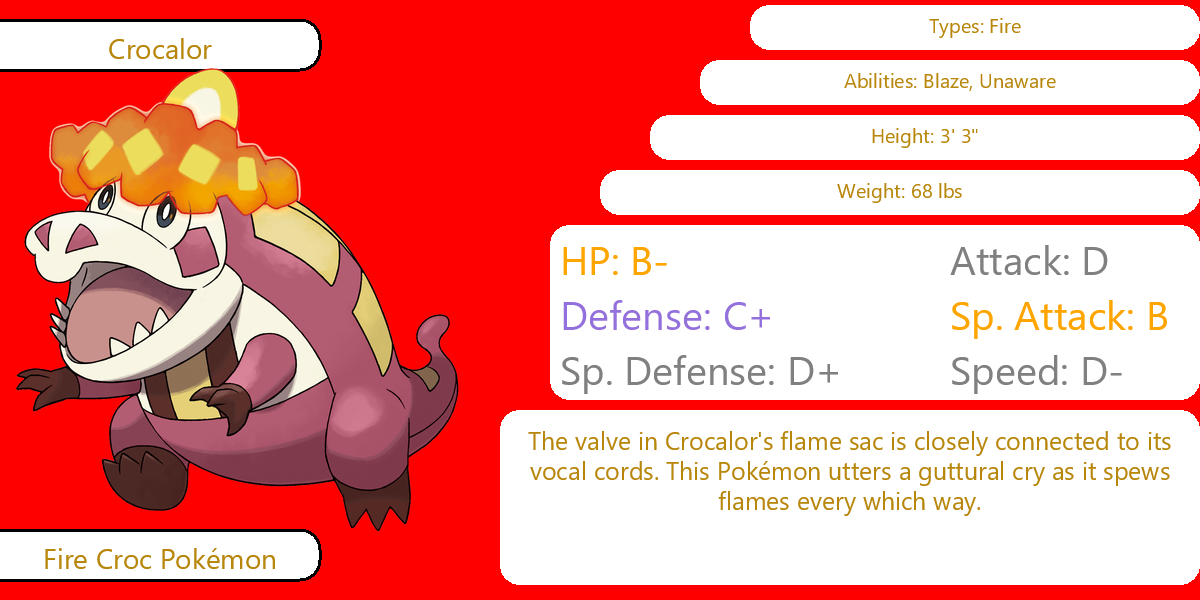 Crocalor
Types: Fire
Abilities: Blaze, Unaware
Height: 3' 3"
Weight: 68 lbs
HP: B-
Attack: D
Defense: C+
Sp. Attack: B
Sp. Defense: D+
Speed: D-
The valve in Crocalor's flame sac is closely connected to its
vocal cords. This Pokémon utters a guttural cry as it spews
flames every which way.
Fire Croc Pokémon